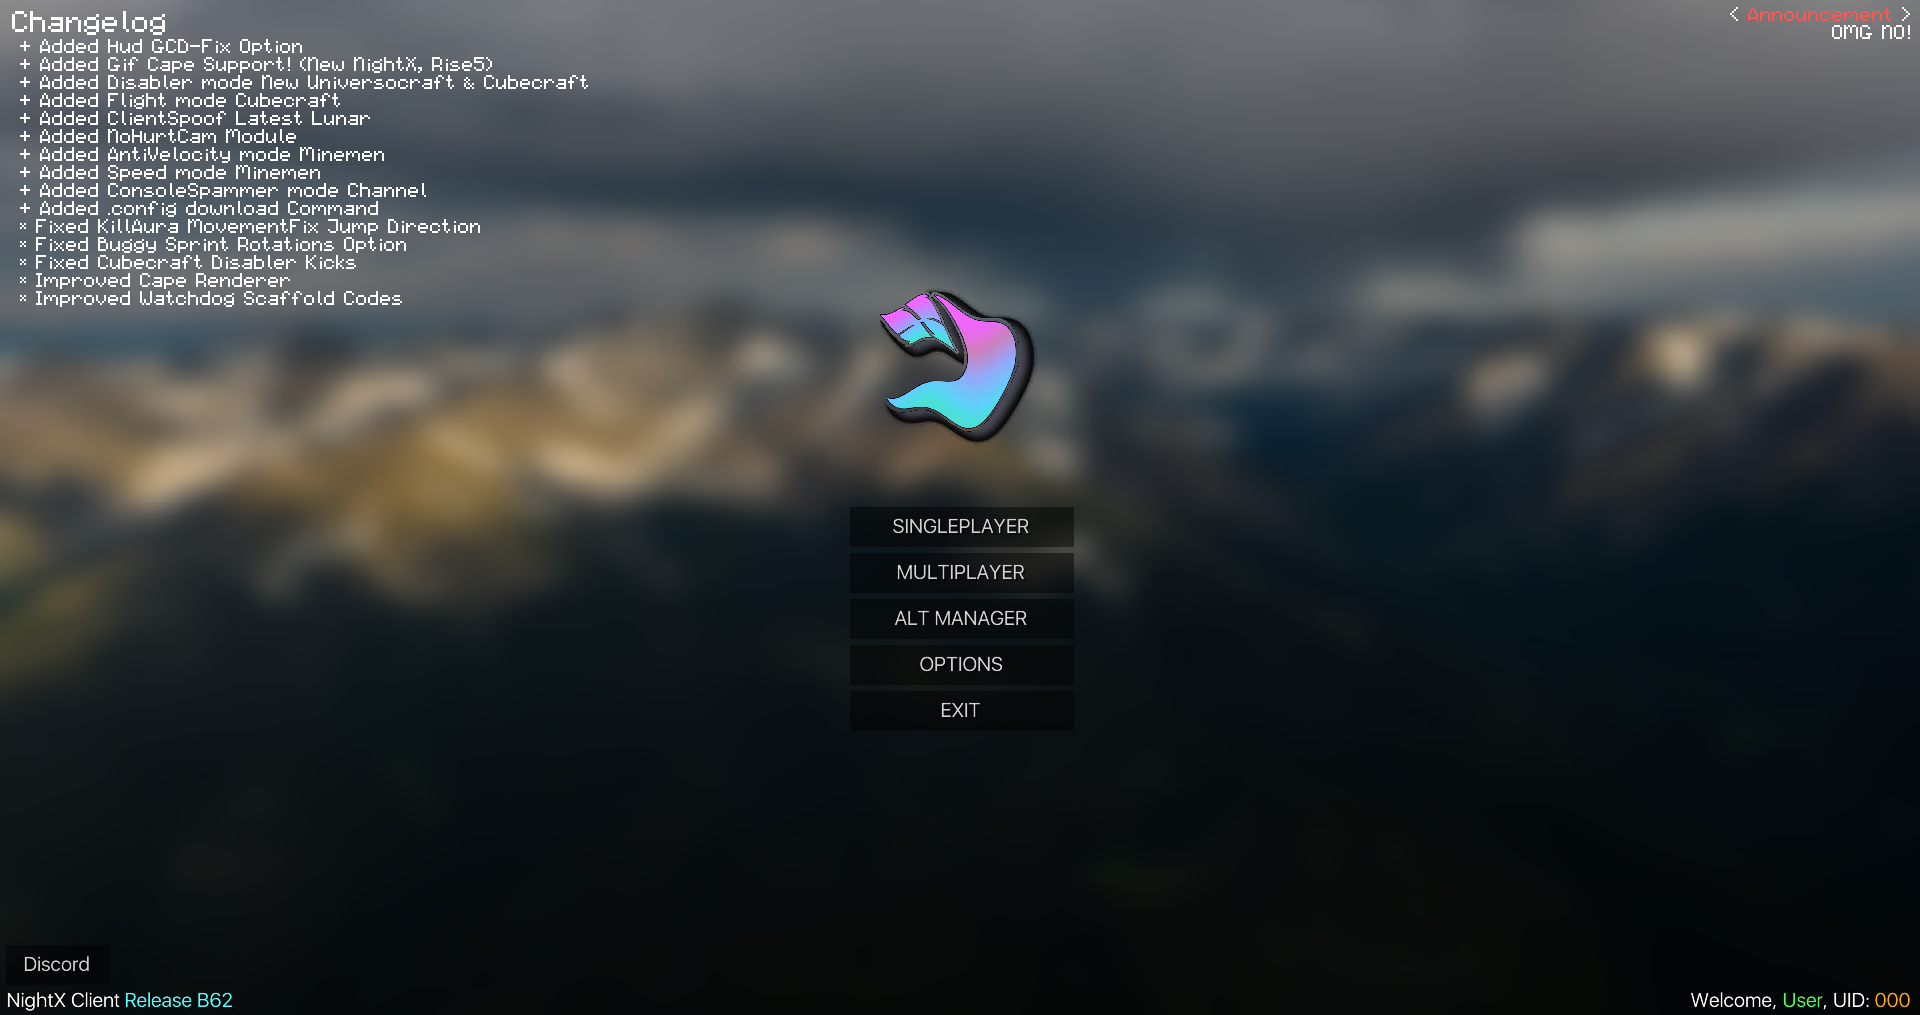 Changelog
+ Added Hud GCD-Fix Option
+ Added Gif Cape Support! (New NightX, Rise5)
+ Added Disabler mode New Universocraft & Cubecraft
+ Added Flight mode Cubecraft
+ Added ClientSpoof Latest Lunar
+ Added NoHurtCam Module
+ Added AntiVelocity mode Minemen
+ Added Speed mode Minemen
+ Added ConsoleSpammer mode Channel
+ Added .config download Command
× Fixed KillAura MovementFix Jump Direction
× Fixed Buggy Sprint Rotations Option
× Fixed Cubecraft Disabler Kicks
× Improved Cape Renderer
× Improved Watchdog Scaffold Codes
< Announcement >
OMG NO!
SINGLEPLAYER
MULTIPLAYER
ALT MANAGER
OPTIONS
EXIT
Discord
NightX Client Release B62
Welcome, User, UID: 000